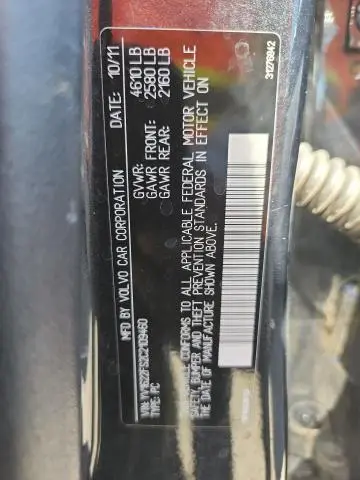 MFD BY: VOLVO CAR CORPORATION DATE: 10/11
GVWR: 4610 LB
GAWR FRONT: 2580 LB
GAWR REAR: 2160 LB
TYPE: PC
THIS VEHICLE CONFORMS TO ALL APPLICABLE FEDERAL MOTOR VEHICLE
SAFETY, BUMPER AND THEFT PREVENTION STANDARDS IN EFFECT ON
THE DATE OF MANUFACTURE SHOWN ABOVE.
31276942